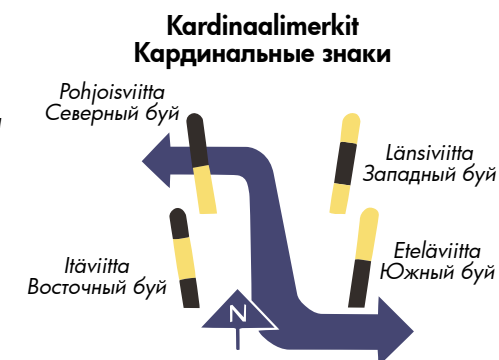 Kardinaalimerkit
Кардинальные знаки
Pohjoisviitta
Северный буй
Länsiviitta
Западный буй
Itäviitta
Восточный буй
Eteläviitta
Южный буй
N